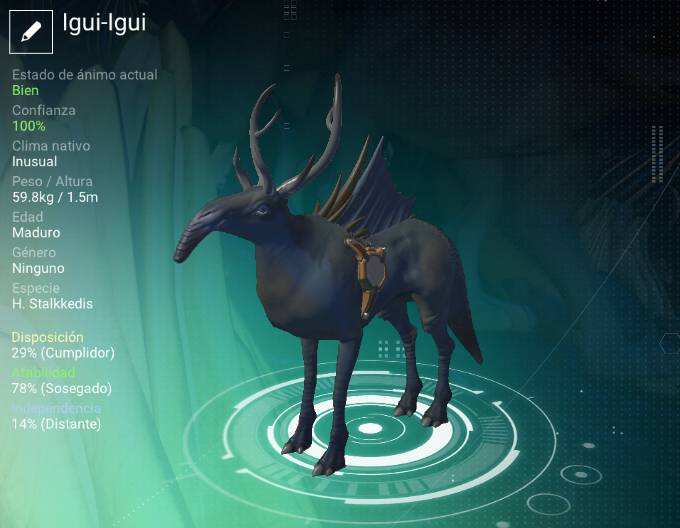 Igui-Igui
Estado de ánimo actual
Bien
Confianza
100%
Clima nativo
Inusual
Peso / Altura
59.8kg / 1.5m
Edad
Maduro
Género
Ninguno
Especie
H. Stalkkedis
Disposición
29% (Cumplidor)
Afabilidad
78% (Sosegado)
Independencia
14% (Distante)